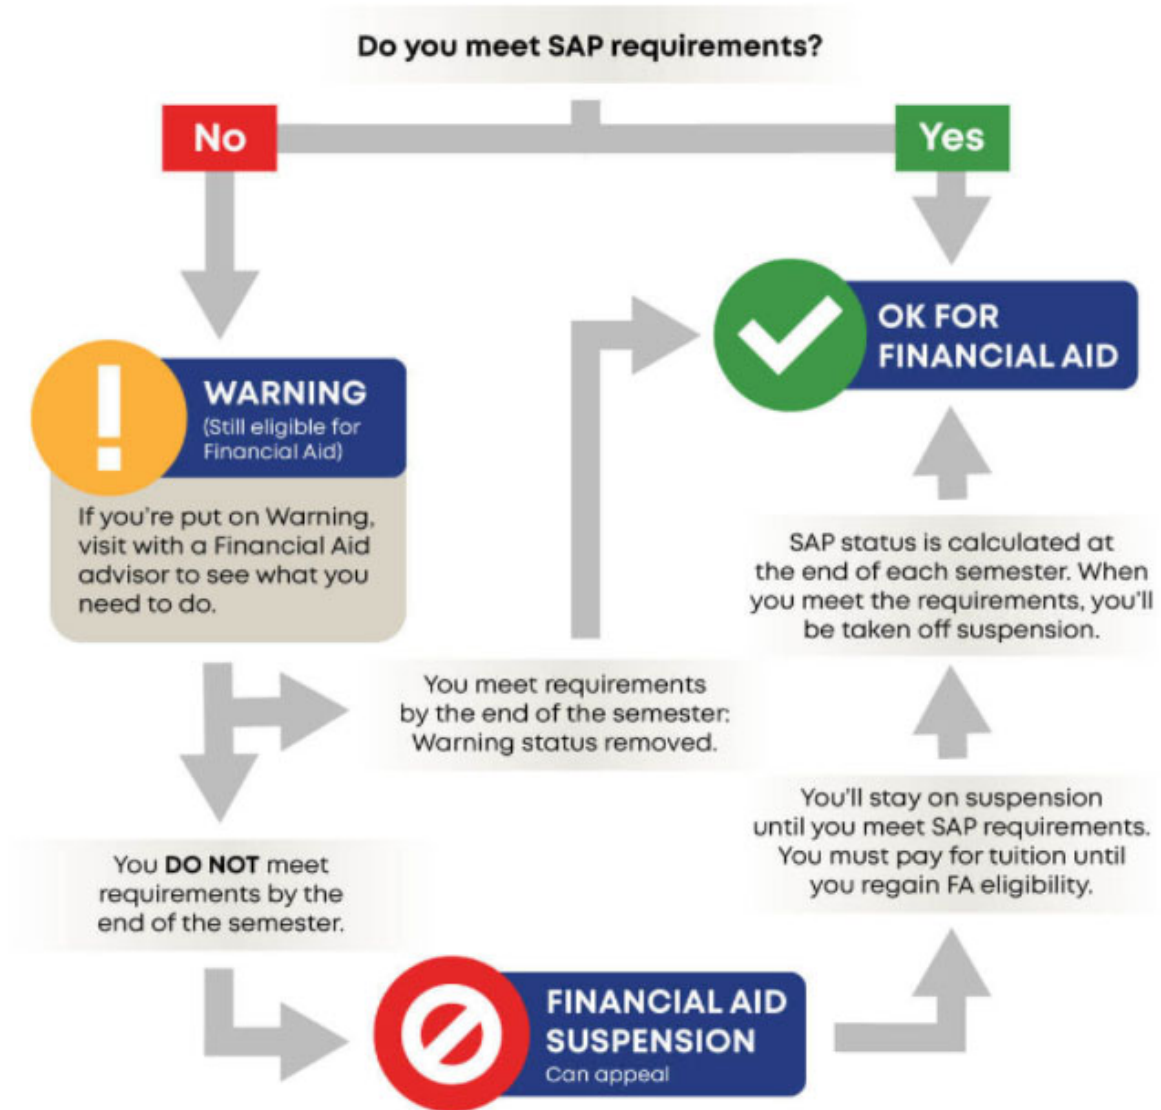 Do you meet SAP requirements?
No
Yes
OK FOR
FINANCIAL AID
WARNING
(Still eligible for
Financial Aid)
If you’re put on Warning,
visit with a Financial Aid
advisor to see what you
need to do.
You meet requirements
by the end of the semester:
Warning status removed.
You DO NOT meet
requirements by the
end of the semester.
FINANCIAL AID
SUSPENSION
Can appeal
You’ll stay on suspension
until you meet SAP requirements.
You must pay for tuition until
you regain FA eligibility.
SAP status is calculated at
the end of each semester. When
you meet the requirements, you’ll
be taken off suspension.